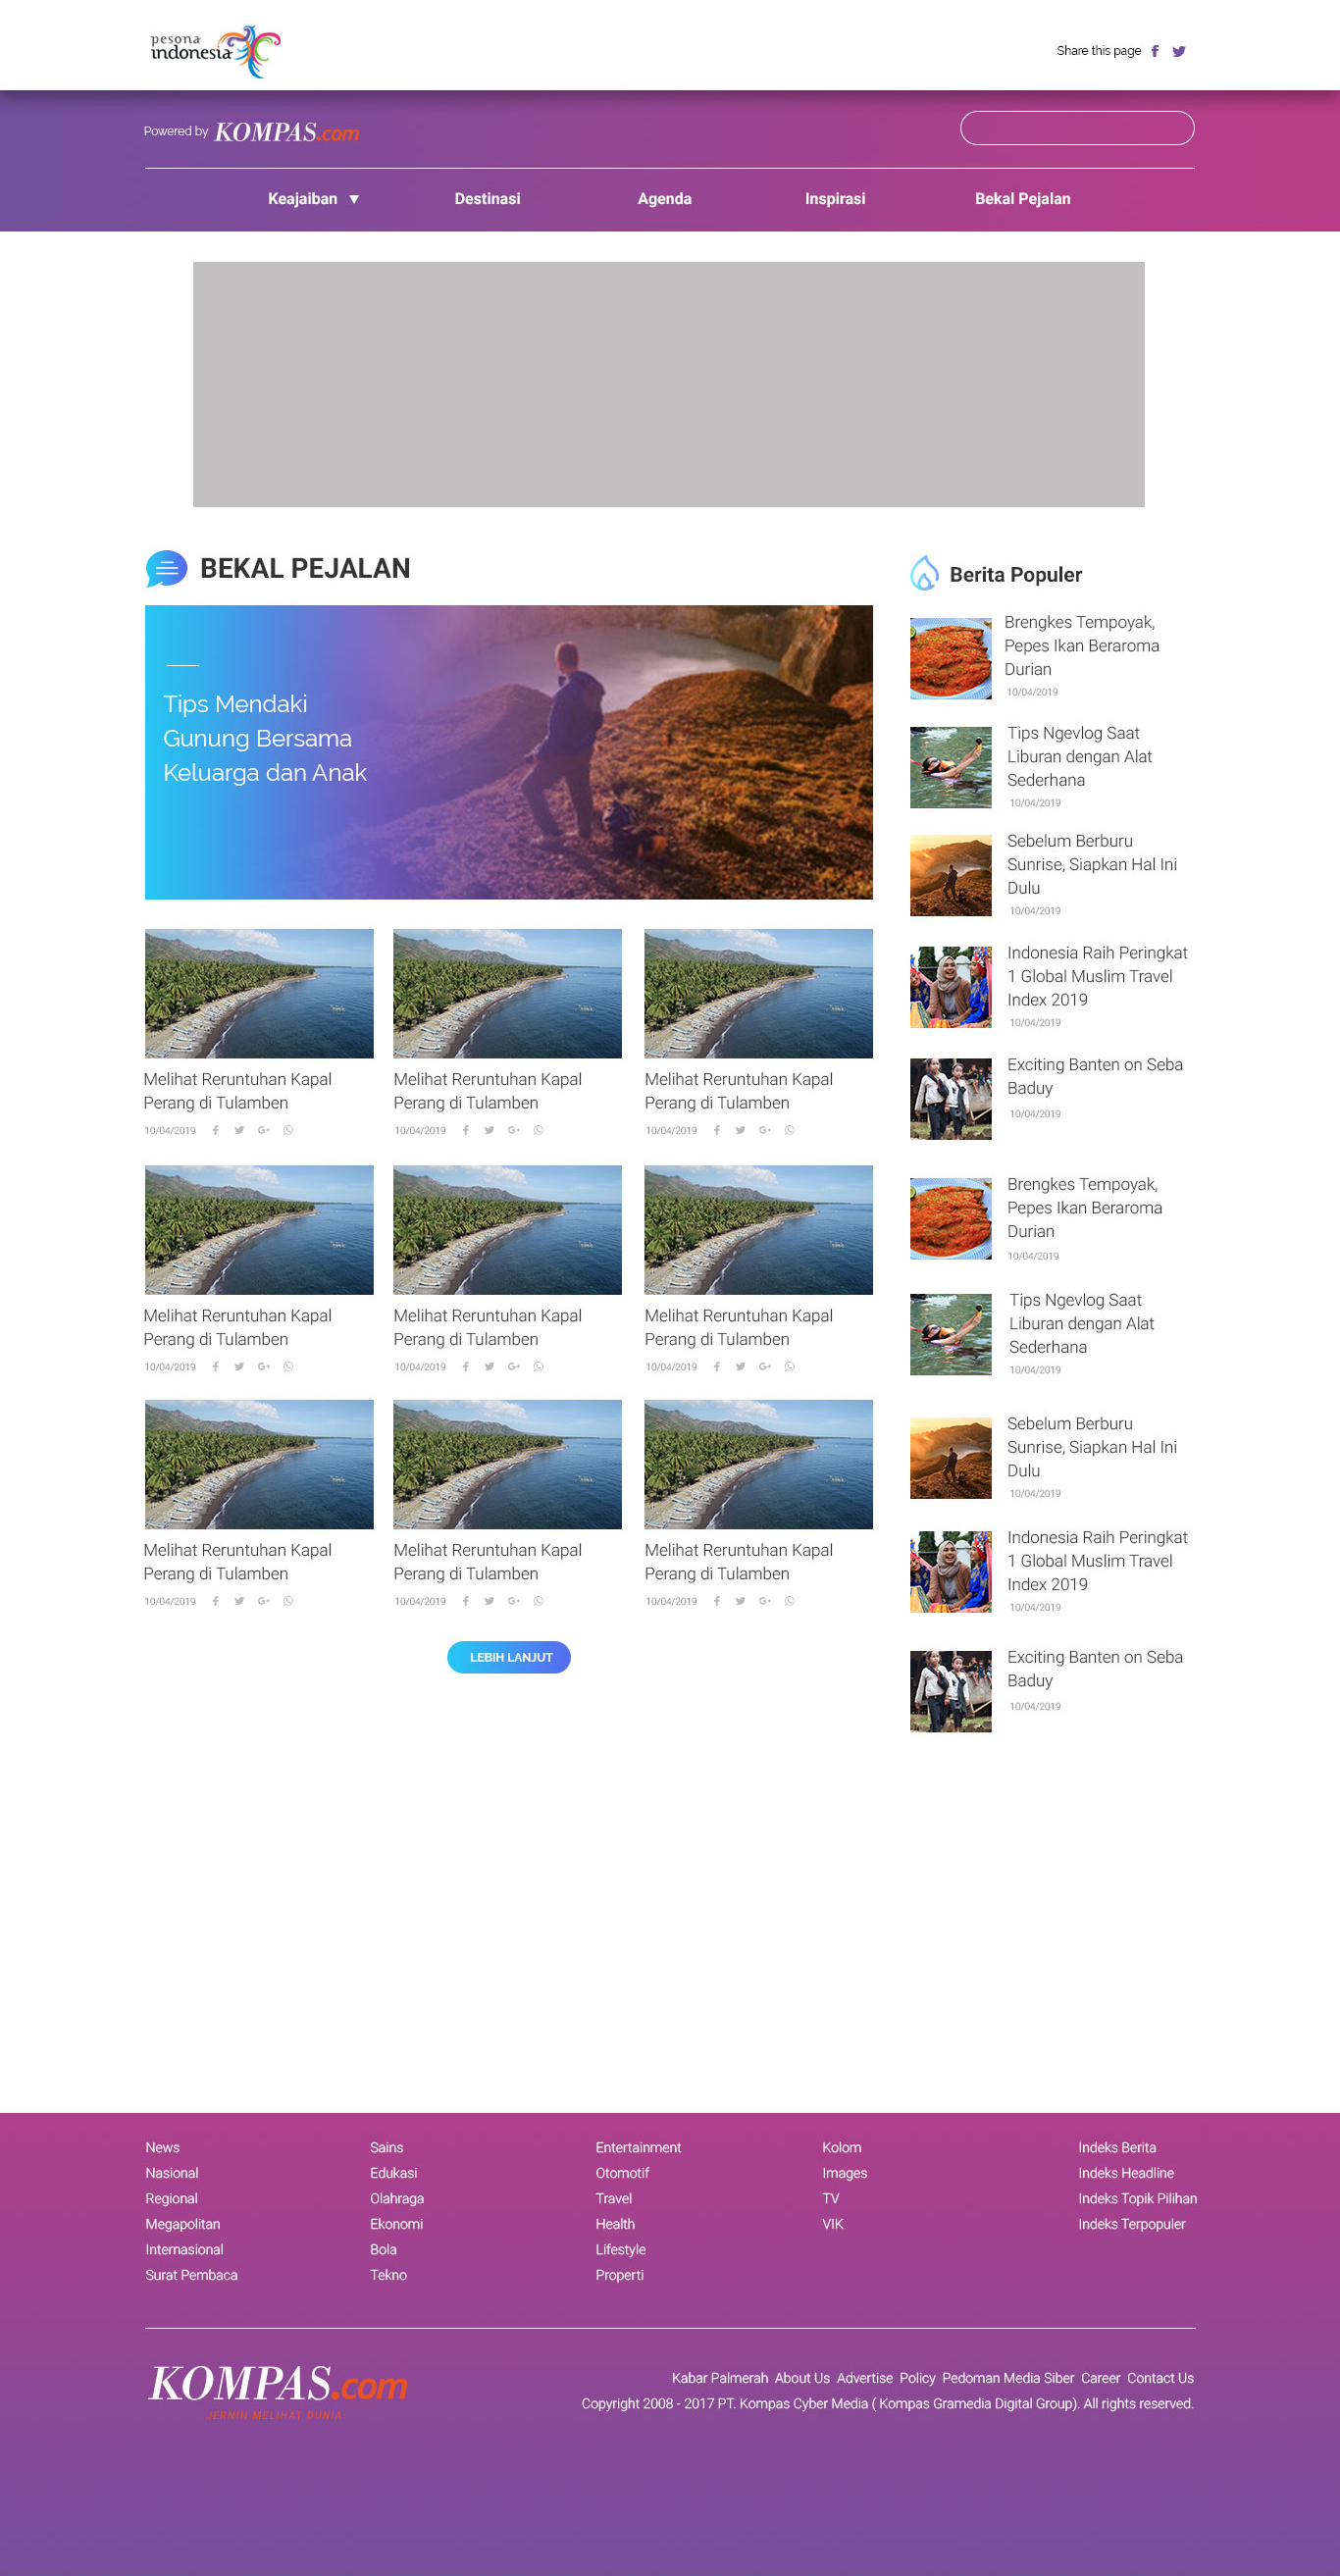 pesona
indonesia
Share this page
Powered by KOMPAS.com
Keajaiban
Destinasi
Agenda
Inspirasi
Bekal Pejalan
BEKAL PEJALAN
Tips Mendaki
Gunung Bersama
Keluarga dan Anak
Melihat Reruntuhan Kapal
Perang di Tulamben
10/04/2019
Melihat Reruntuhan Kapal
Perang di Tulamben
10/04/2019
Melihat Reruntuhan Kapal
Perang di Tulamben
10/04/2019
Melihat Reruntuhan Kapal
Perang di Tulamben
10/04/2019
Melihat Reruntuhan Kapal
Perang di Tulamben
10/04/2019
Melihat Reruntuhan Kapal
Perang di Tulamben
10/04/2019
Melihat Reruntuhan Kapal
Perang di Tulamben
10/04/2019
Melihat Reruntuhan Kapal
Perang di Tulamben
10/04/2019
Melihat Reruntuhan Kapal
Perang di Tulamben
10/04/2019
LEBIH LANJUT
Berita Populer
Brengkes Tempoyak,
Pepes Ikan Beraroma
Durian
10/04/2019
Tips Ngevlog Saat
Liburan dengan Alat
Sederhana
10/04/2019
Sebelum Berburu
Sunrise, Siapkan Hal Ini
Dulu
10/04/2019
Indonesia Raih Peringkat
1 Global Muslim Travel
Index 2019
10/04/2019
Exciting Banten on Seba
Baduy
10/04/2019
Brengkes Tempoyak,
Pepes Ikan Beraroma
Durian
10/04/2019
Tips Ngevlog Saat
Liburan dengan Alat
Sederhana
10/04/2019
Sebelum Berburu
Sunrise, Siapkan Hal Ini
Dulu
10/04/2019
Indonesia Raih Peringkat
1 Global Muslim Travel
Index 2019
10/04/2019
Exciting Banten on Seba
Baduy
10/04/2019
News
Nasional
Regional
Megapolitan
Internasional
Surat Pembaca
Sains
Edukasi
Olahraga
Ekonomi
Bola
Tekno
Entertainment
Otomotif
Travel
Health
Lifestyle
Properti
Kolom
Images
TV
VIK
Indeks Berita
Indeks Headline
Indeks Topik Pilihan
Indeks Terpopuler
KOMPAS.com
JERNIH MELIHAT DUNIA
Kabar Palmerah About Us Advertise Policy Pedoman Media Siber Career Contact Us
Copyright 2008 - 2017 PT. Kompas Cyber Media ( Kompas Gramedia Digital Group). All rights reserved.